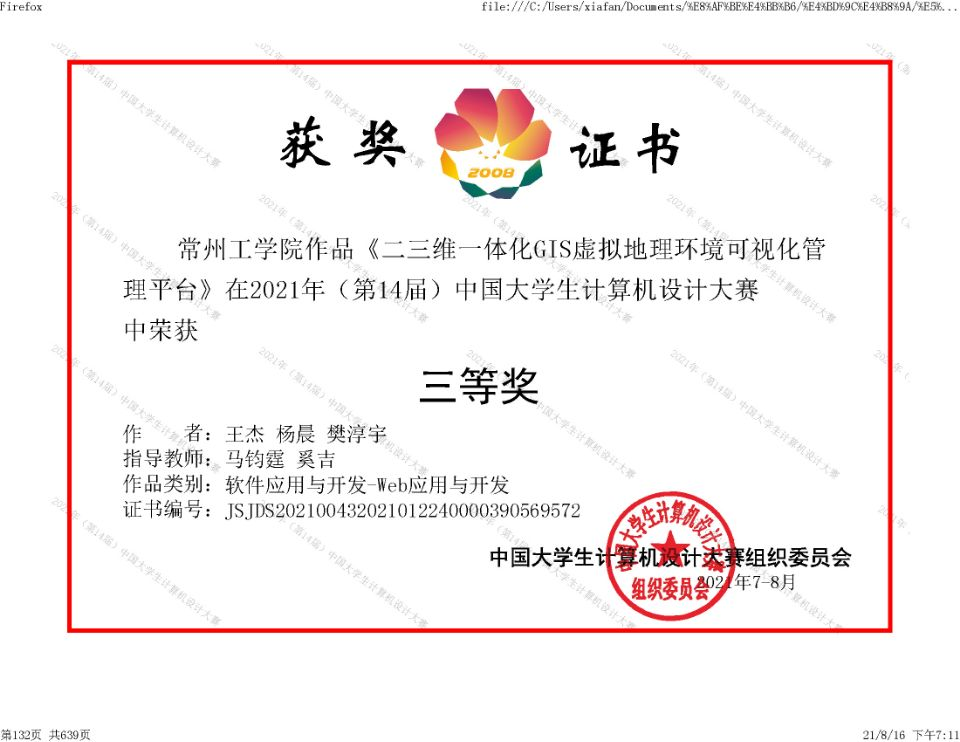 Firefox
file:///C:/Users/xiafan/Documents/%E8%AF%BE%E4%BB%B6/%E4%BD%9C%E4%B8%9A/%E5%...
获奖 证书
2008
常州工学院作品《二三维一体化GIS虚拟地理环境可视化管
理平台》在2021年（第14届）中国大学生计算机设计大赛
中荣获
三等奖
作 者：王杰 杨晨 樊淳宇
指导教师：马钧霆 奚吉
作品类别：软件应用与开发-Web应用与开发
证书编号：JSJDS20210043202101224000039056957​2
中国大学生计算机设计大赛组织委员会
2021年7-8月
中国大学生计算机设计大赛
组织委员会
2021年（第14届）中国大学生计算机设计大赛
第132页 共639页
21/8/16 下午7:11